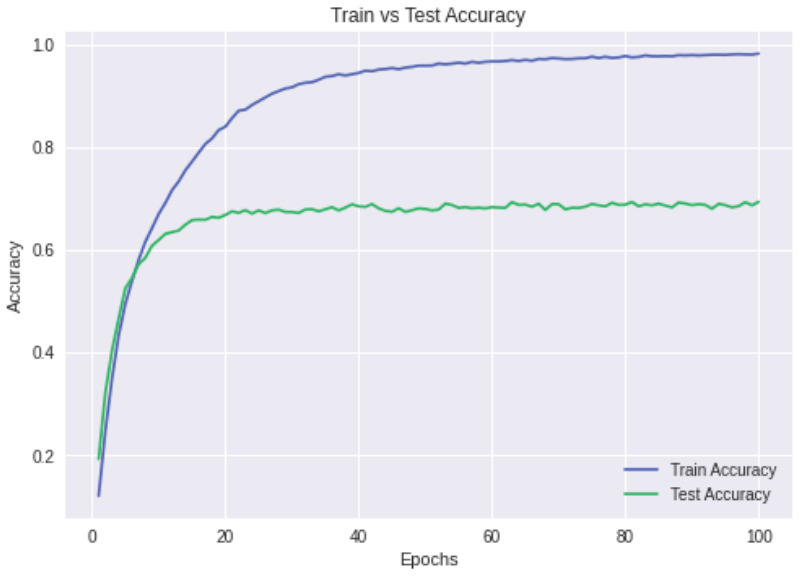 Train vs Test Accuracy
1.0
0.8
0.6
0.4
0.2
Accuracy
0 20 40 60 80 100
Epochs
Train Accuracy
Test Accuracy